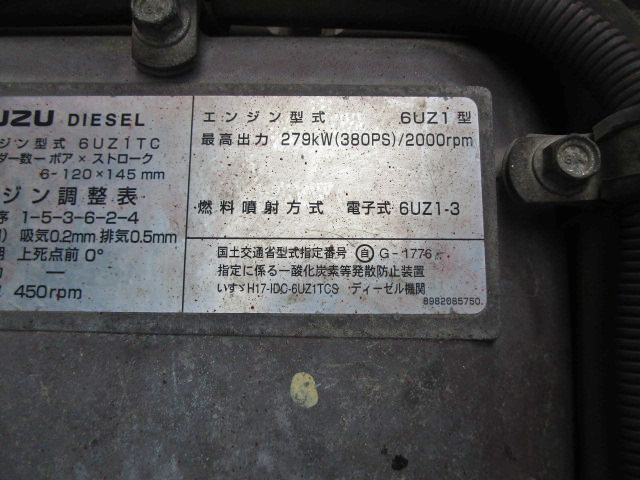 UZU DIESEL
ジン型式 6UZ1TC
ダー数-ボア×ストローク
6-120×145mm
ジン調整表
序 1-5-3-6-2-4
吸気0.2mm 排気0.5mm
期 上死点前 0°
—
450rpm
エンジン型式 6UZ1型
最高出力 279kW(380PS)/2000rpm
燃料噴射方式 電子式 6UZ1-3
国土交通省型式指定番号 自 G-1776
指定に係る一酸化炭素等発散防止装置
いすゞH17-IDC-6UZ1TCS ディーゼル機関
8982085750.